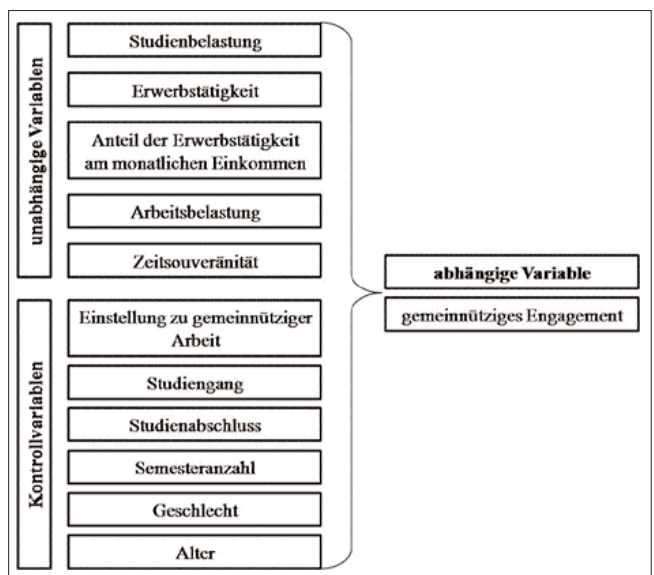 unabhängige Variablen
Studienbelastung
Erwerbstätigkeit
Anteil der Erwerbstätigkeit
am monatlichen Einkommen
Arbeitsbelastung
Zeitsouveränität
Kontrollvariablen
Einstellung zu gemeinnütziger
Arbeit
Studiengang
Studienabschluss
Semesteranzahl
Geschlecht
Alter
abhängige Variable
gemeinnütziges Engagement